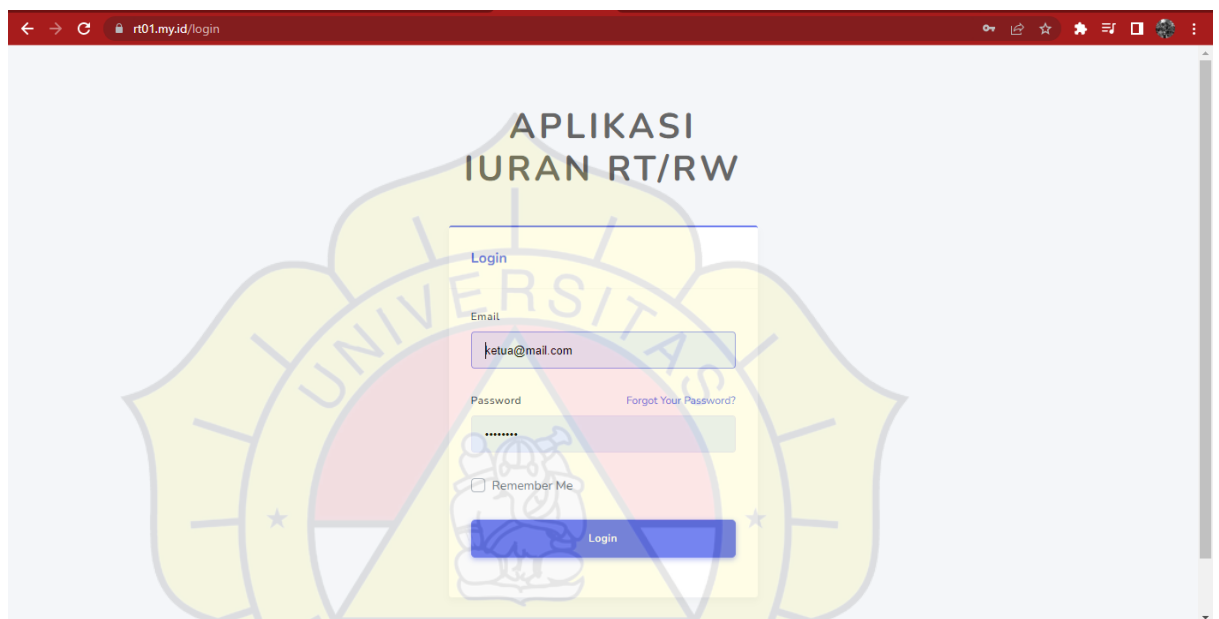 rt01.my.id/login
APLIKASI
IURAN RT/RW
Login
UNIVERSITAS
Email
ketua@mail.com
Password Forgot Your Password?
Remember Me
Login